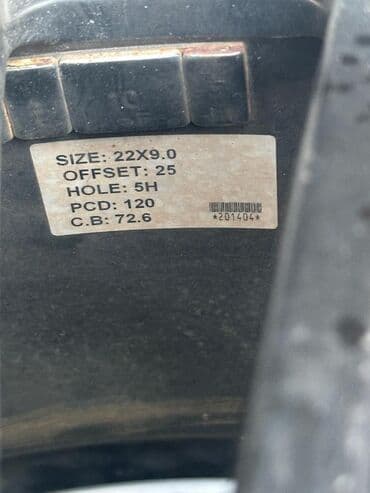 SIZE: 22X9.0
OFFSET: 25
HOLE: 5H
PCD: 120
C.B: 72.6
*201404*